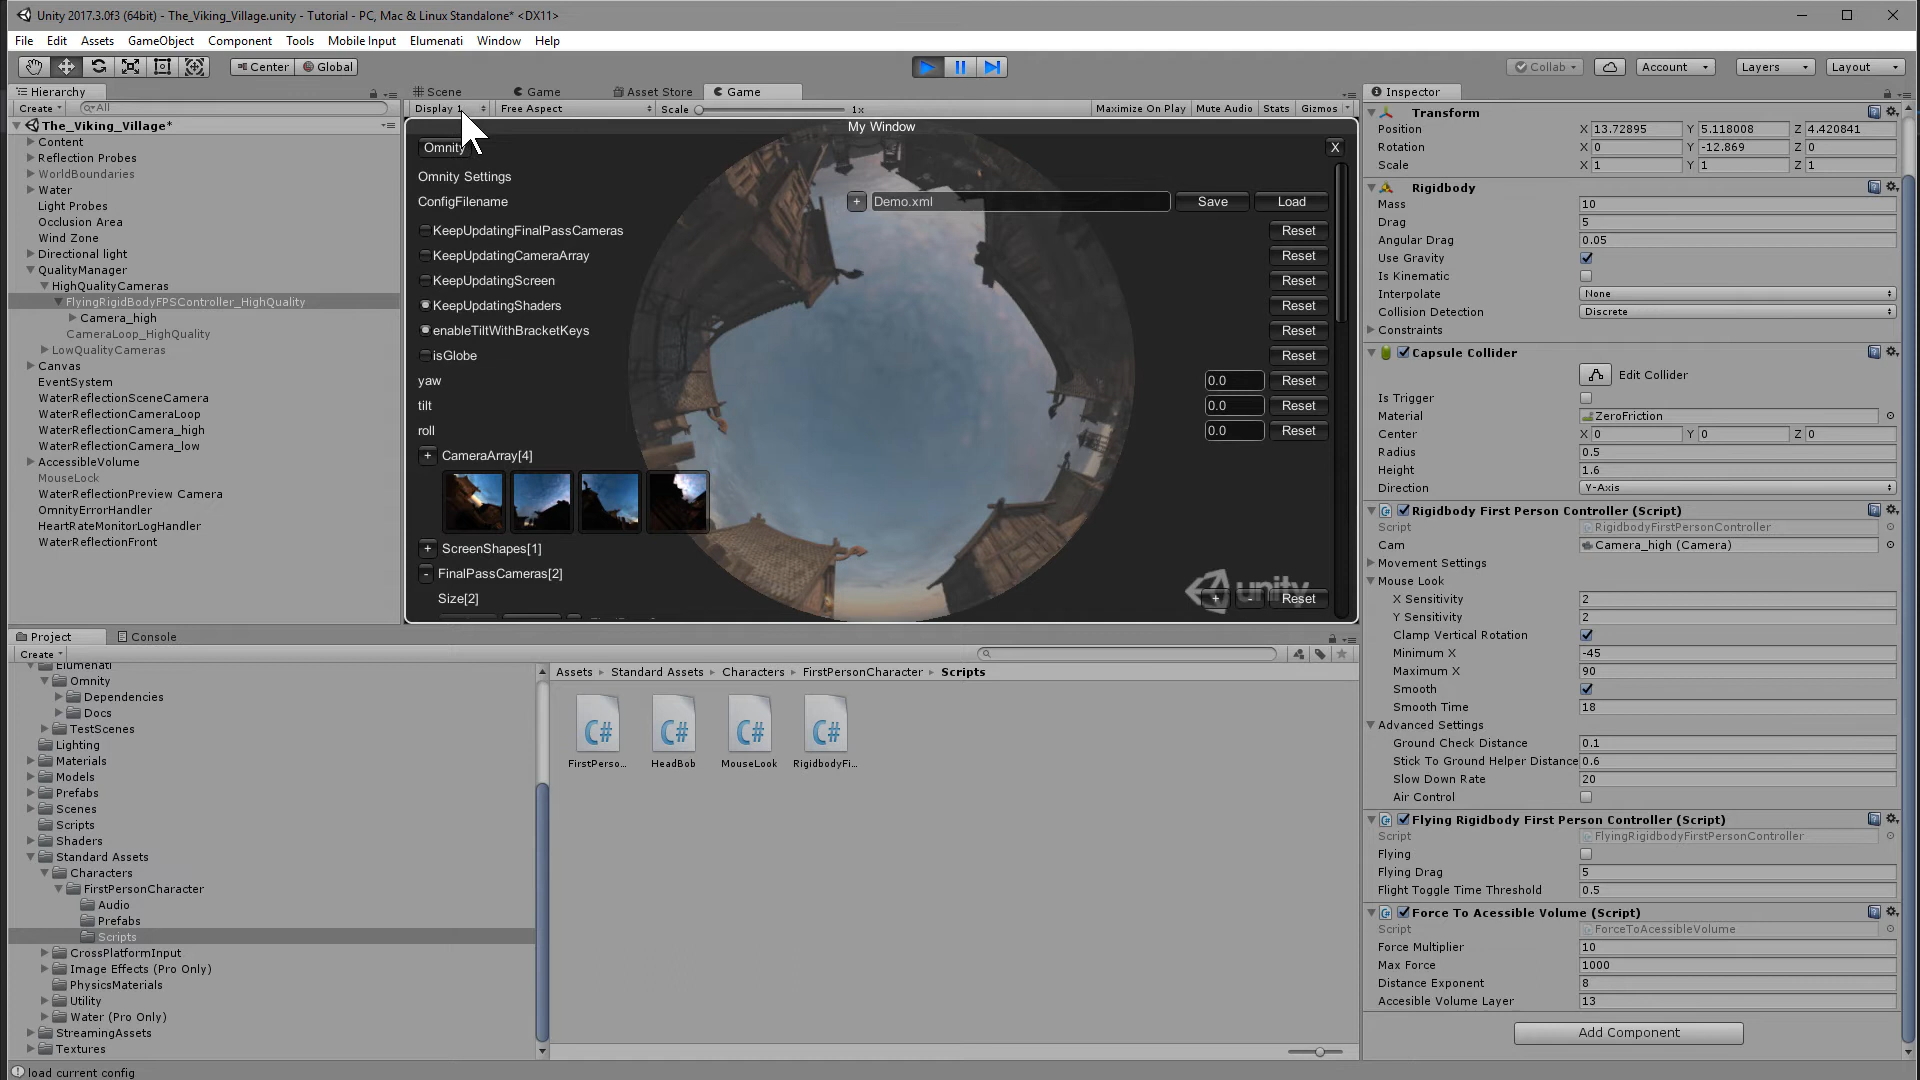 Unity 2017.3.0f3 (64bit) - The_Viking_Village.unity - Tutorial - PC, Mac & Linux Standalone* <DX11>
File Edit Assets GameObject Component Tools Mobile Input Elumenati Window Help
Center Global Collab Account Layers Layout
Hierarchy
Create All
The_Viking_Village*
Content
Reflection Probes
WorldBoundaries
Water
Light Probes
Occlusion Area
Wind Zone
Directional light
QualityManager
HighQualityCameras
FlyingRigidBodyFPSController_HighQuality
Camera_high
CameraLoop_HighQuality
LowQualityCameras
Canvas
EventSystem
WaterReflectionSceneCamera
WaterReflectionCameraLoop
WaterReflectionCamera_high
WaterReflectionCamera_low
AccessibleVolume
MouseLock
WaterReflectionPreview Camera
OmnityErrorHandler
HeartRateMonitorLogHandler
WaterReflectionFront
Scene Game Asset Store Game
Display 1 Free Aspect Scale 1x Maximize On Play Mute Audio Stats Gizmos
My Window
Omnity X
Omnity Settings
ConfigFilename + Demo.xml Save Load
KeepUpdatingFinalPassCameras Reset
KeepUpdatingCameraArray Reset
KeepUpdatingScreen Reset
KeepUpdatingShaders Reset
enableTiltWithBracketKeys Reset
isGlobe Reset
yaw 0.0 Reset
tilt 0.0 Reset
roll 0.0 Reset
+ CameraArray[4]
+ ScreenShapes[1]
- FinalPassCameras[2]
unity
Size[2] + - Reset
Inspector
Transform
Position X 13.72895 Y 5.118008 Z 4.420841
Rotation X 0 Y -12.869 Z 0
Scale X 1 Y 1 Z 1
Rigidbody
Mass 10
Drag 5
Angular Drag 0.05
Use Gravity
Is Kinematic
Interpolate None
Collision Detection Discrete
Constraints
Capsule Collider
Edit Collider
Is Trigger
Material ZeroFriction
Center X 0 Y 0 Z 0
Radius 0.5
Height 1.6
Direction Y-Axis
Rigidbody First Person Controller (Script)
Script RigidbodyFirstPersonController
Cam Camera_high (Camera)
Movement Settings
Mouse Look
X Sensitivity 2
Y Sensitivity 2
Clamp Vertical Rotation
Minimum X -45
Maximum X 90
Smooth
Smooth Time 18
Advanced Settings
Ground Check Distance 0.1
Stick To Ground Helper Distance 0.6
Slow Down Rate 20
Air Control
Flying Rigidbody First Person Controller (Script)
Script FlyingRigidbodyFirstPersonController
Flying
Flying Drag 5
Flight Toggle Time Threshold 0.5
Force To Acessible Volume (Script)
Script ForceToAcessibleVolume
Force Multiplier 10
Max Force 1000
Distance Exponent 8
Accesible Volume Layer 13
Add Component
Project Console
Create
Elumenati
Omnity
Dependencies
Docs
TestScenes
Lighting
Materials
Models
Prefabs
Scenes
Scripts
Shaders
Standard Assets
Characters
FirstPersonCharacter
Audio
Prefabs
Scripts
CrossPlatformInput
Image Effects (Pro Only)
PhysicsMaterials
Utility
Water (Pro Only)
StreamingAssets
Textures
Assets Standard Assets Characters FirstPersonCharacter Scripts
C# C# C# C#
FirstPerso... HeadBob MouseLook RigidbodyFi...
load current config